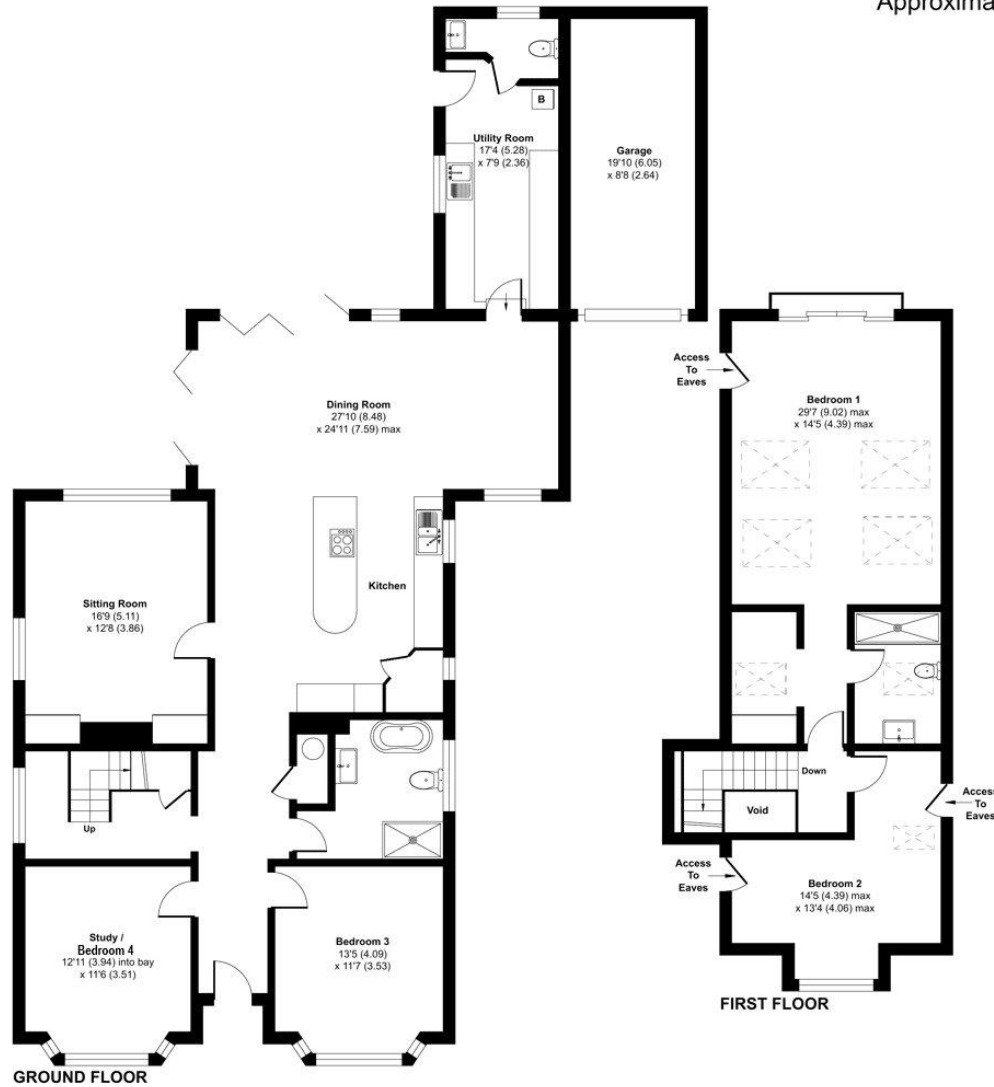 Approxima
B
Utility Room
17'4 (5.28)
x 7'9 (2.36)
Garage
19'10 (6.05)
x 8'8 (2.64)
Dining Room
27'10 (8.48)
x 24'11 (7.59) max
Kitchen
Sitting Room
16'9 (5.11)
x 12'8 (3.86)
Up
Study /
Bedroom 4
12'11 (3.94) into bay
x 11'6 (3.51)
Bedroom 3
13'5 (4.09)
x 11'7 (3.53)
GROUND FLOOR
Access
To
Eaves
Bedroom 1
29'7 (9.02) max
x 14'5 (4.39) max
Down
Void
Access
To
Eaves
Access
To
Eaves
Bedroom 2
14'5 (4.39) max
x 13'4 (4.06) max
FIRST FLOOR